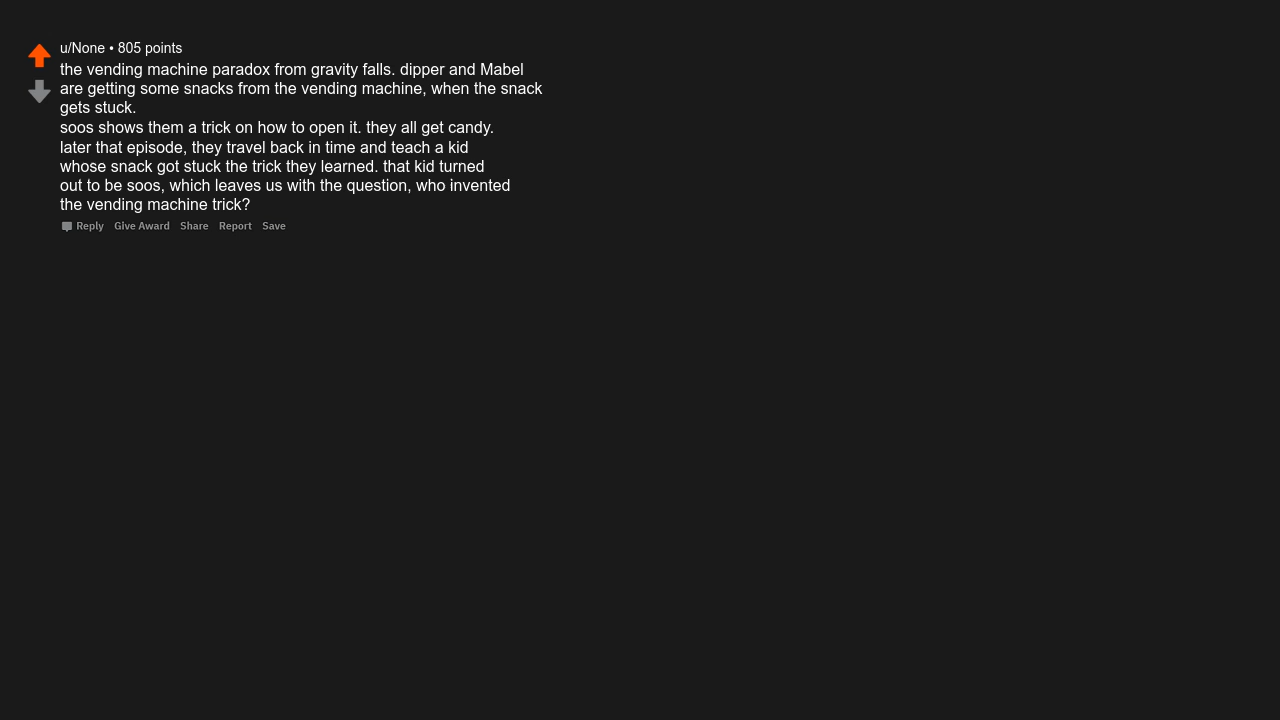 u/None • 805 points
the vending machine paradox from gravity falls. dipper and Mabel
are getting some snacks from the vending machine, when the snack
gets stuck.
soos shows them a trick on how to open it. they all get candy.
later that episode, they travel back in time and teach a kid
whose snack got stuck the trick they learned. that kid turned
out to be soos, which leaves us with the question, who invented
the vending machine trick?
Reply Give Award Share Report Save